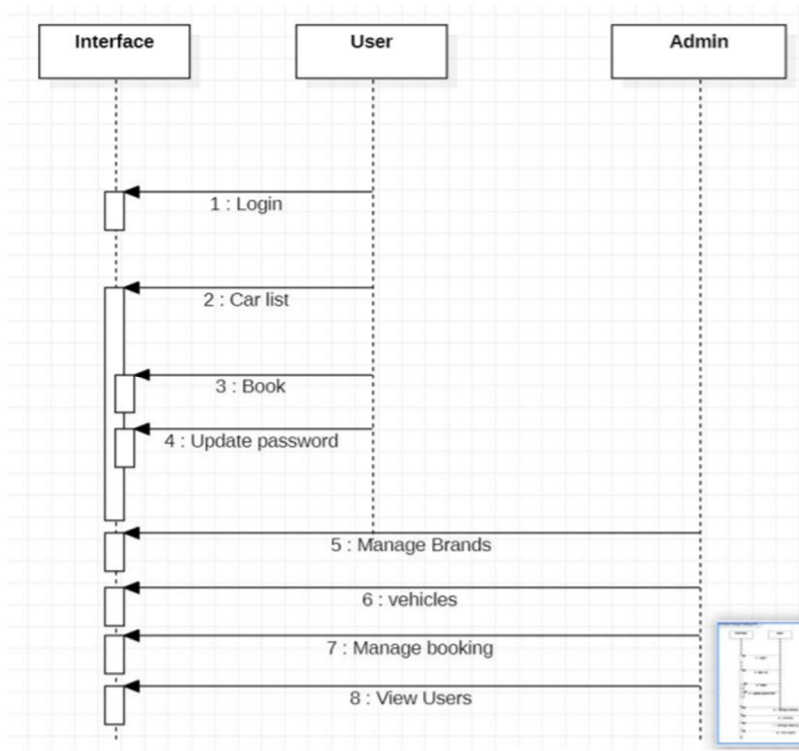 Interface
User
Admin
1 : Login
2 : Car list
3 : Book
4 : Update password
5 : Manage Brands
6 : vehicles
7 : Manage booking
8 : View Users